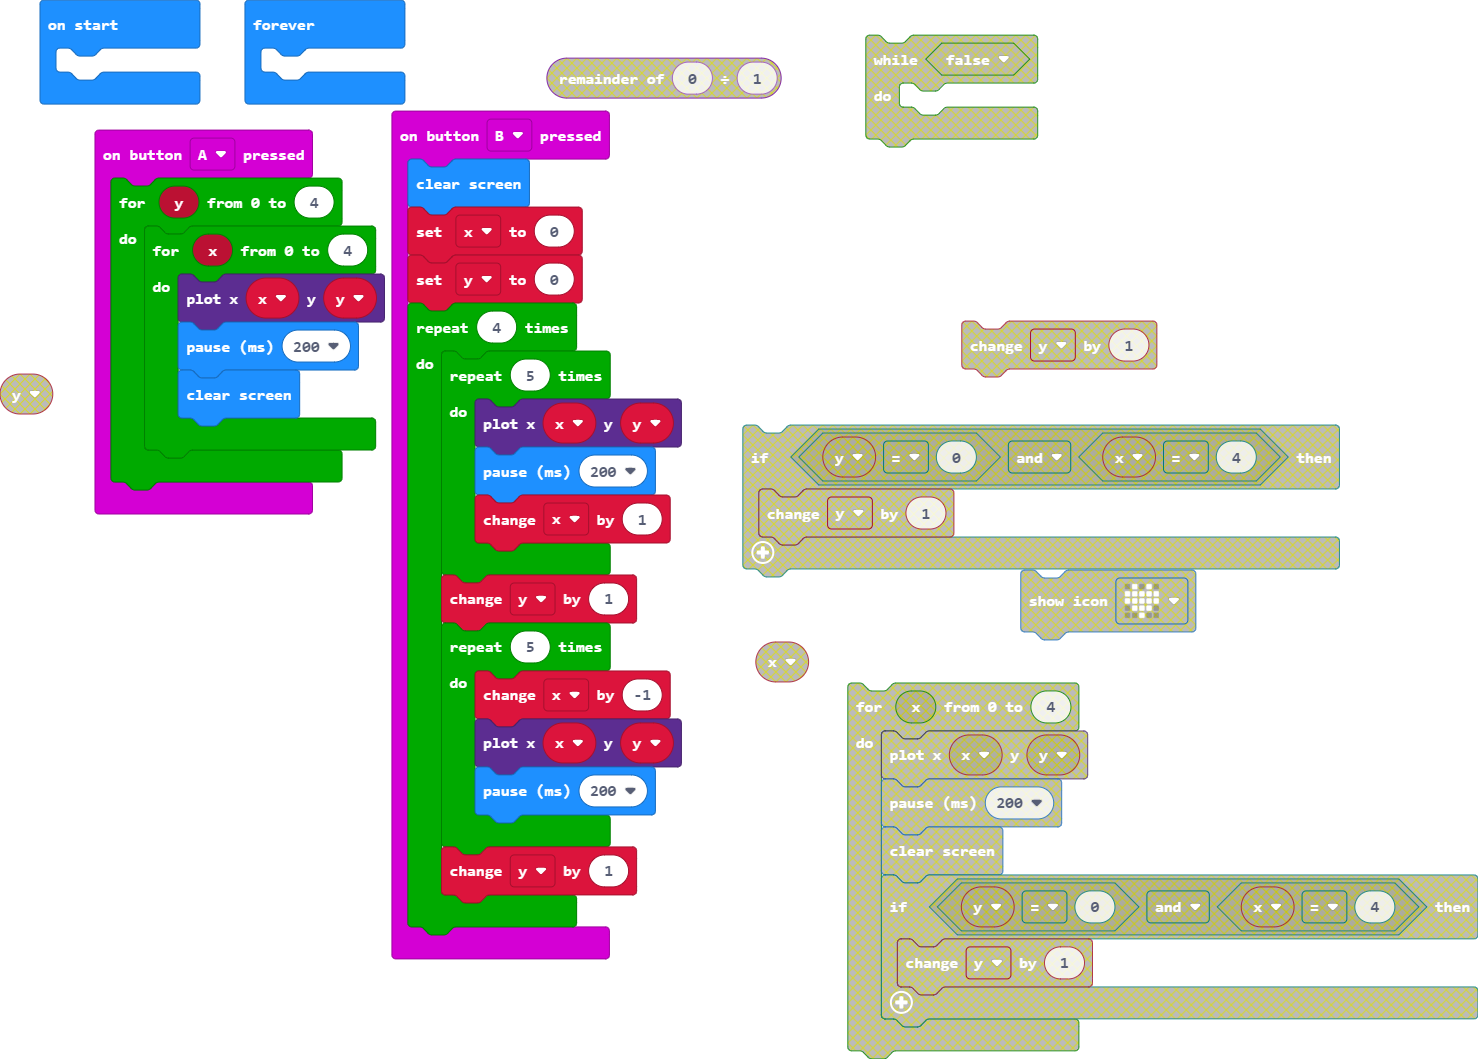 on start
forever
remainder of 0 ÷ 1
while false
do
on button A pressed
for y from 0 to 4
do
for x from 0 to 4
do
plot x x y y
pause (ms) 200
clear screen
y
on button B pressed
clear screen
set x to 0
set y to 0
repeat 4 times
do
repeat 5 times
do
plot x x y y
pause (ms) 200
change x by 1
change y by 1
repeat 5 times
do
change x by -1
plot x x y y
pause (ms) 200
change y by 1
change y by 1
if y = 0 and x = 4 then
change y by 1
show icon
x
for x from 0 to 4
do
plot x x y y
pause (ms) 200
clear screen
if y = 0 and x = 4 then
change y by 1